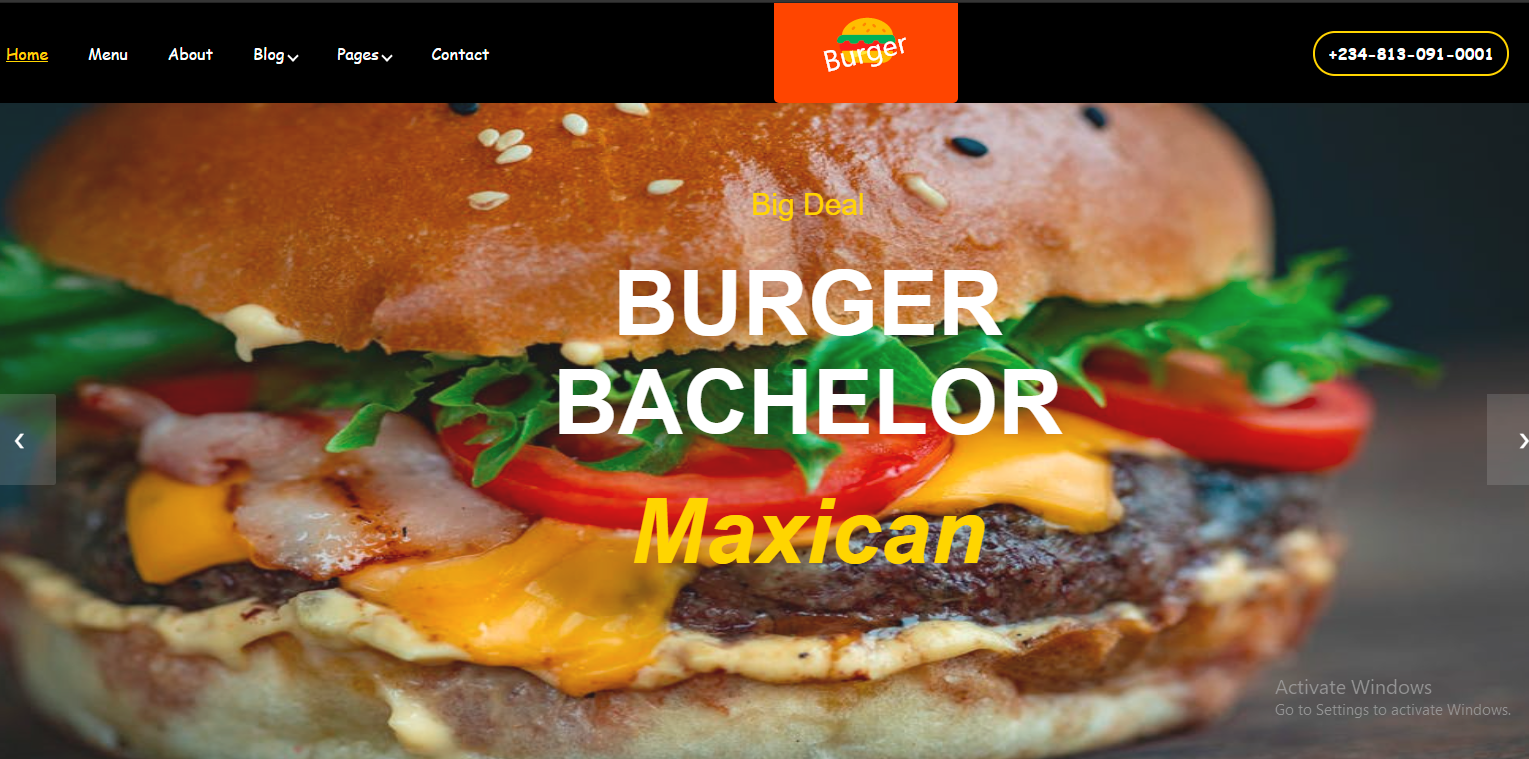 Home Menu About Blog Pages Contact
Burger
+234-813-091-0001
Big Deal
BURGER
BACHELOR
Maxican
Activate Windows
Go to Settings to activate Windows.